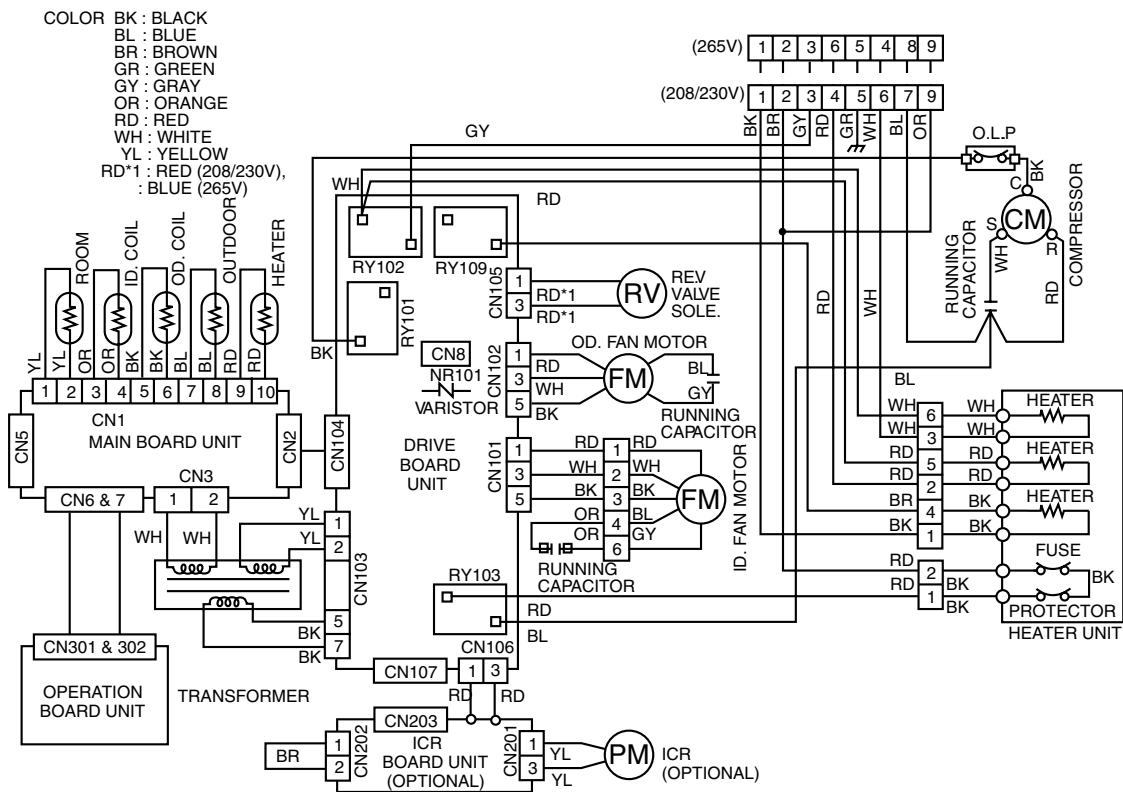 COLOR BK : BLACK
BL : BLUE
BR : BROWN
GR : GREEN
GY : GRAY
OR : ORANGE
RD : RED
WH : WHITE
YL : YELLOW
RD*1 : RED (208/230V),
: BLUE (265V)
(265V) 1 2 3 6 5 4 8 9
(208/230V) 1 2 3 4 5 6 7 9
BK BR GY RD GR WH BL OR
GY
O.L.P
BK
C
CM
S
R
COMPRESSOR
WH
RD
RUNNING
CAPACITOR
WH
RD
RY102
RY109
RY101
BK
ROOM
ID. COIL
OD. COIL
OUTDOOR
HEATER
YL YL OR OR BK BK BL BL RD RD
1 2 3 4 5 6 7 8 9 10
CN1
MAIN BOARD UNIT
CN5
CN2
CN104
CN6 & 7
CN3
1 2
WH WH
CN105
1
3
RD*1
RD*1
RV
REV.
VALVE
SOLE.
CN8
NR101
VARISTOR
CN102
1
3
5
RD
WH
BK
OD. FAN MOTOR
FM
BL
GY
RUNNING
CAPACITOR
RD
WH
DRIVE
BOARD
UNIT
CN101
1
3
5
RD
WH
BK
OR
OR
1
2
3
4
6
RD
WH
BK
BL
GY
FM
ID. FAN MOTOR
RUNNING
CAPACITOR
BL
WH
WH
RD
RD
BR
BK
6
3
5
2
4
1
WH
WH
RD
RD
BK
BK
HEATER
HEATER
HEATER
FUSE
RD
RD
2
1
BK
BK
BK
PROTECTOR
HEATER UNIT
YL
YL
1
2
5
7
CN103
BK
BK
TRANSFORMER
RY103
RD
BL
CN301 & 302
OPERATION
BOARD UNIT
CN107
CN106
1 3
RD RD
CN203
CN202
1
2
BR
ICR
BOARD UNIT
(OPTIONAL)
CN201
1
3
YL
YL
PM
ICR
(OPTIONAL)